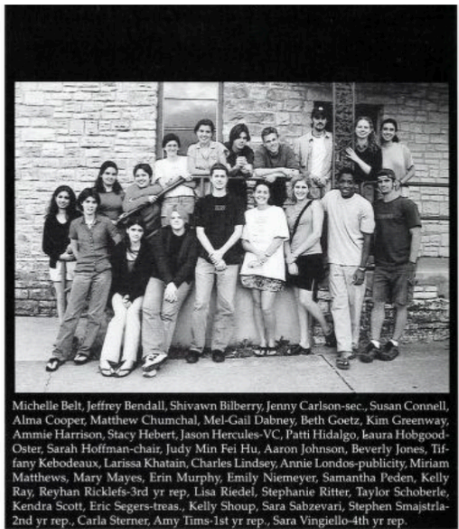 Michelle Belt, Jeffrey Bendall, Shivawn Bilberry, Jenny Carlson-sec., Susan Connell,
Alma Cooper, Matthew Chumchal, Mel-Gail Dabney, Beth Goetz, Kim Greenway,
Ammie Harrison, Stacy Hebert, Jason Hercules-VC, Patti Hidalgo, Laura Hobgood-
Oster, Sarah Hoffman-chair, Judy Min Fei Hu, Aaron Johnson, Beverly Jones, Tif-
fany Kebodeaux, Larissa Khatain, Charles Lindsey, Annie Londos-publicity, Miriam
Matthews, Mary Mayes, Erin Murphy, Emily Niemeyer, Samantha Peden, Kelly
Ray, Reyhan Ricklefs-3rd yr rep, Lisa Riedel, Stephanie Ritter, Taylor Schoberle,
Kendra Scott, Eric Segers-treas., Kelly Shoup, Sara Sabzevari, Stephen Smajstrla-
2nd yr rep., Carla Sterner, Amy Tims-1st yr rep., Sara Vingiello-4th yr rep.